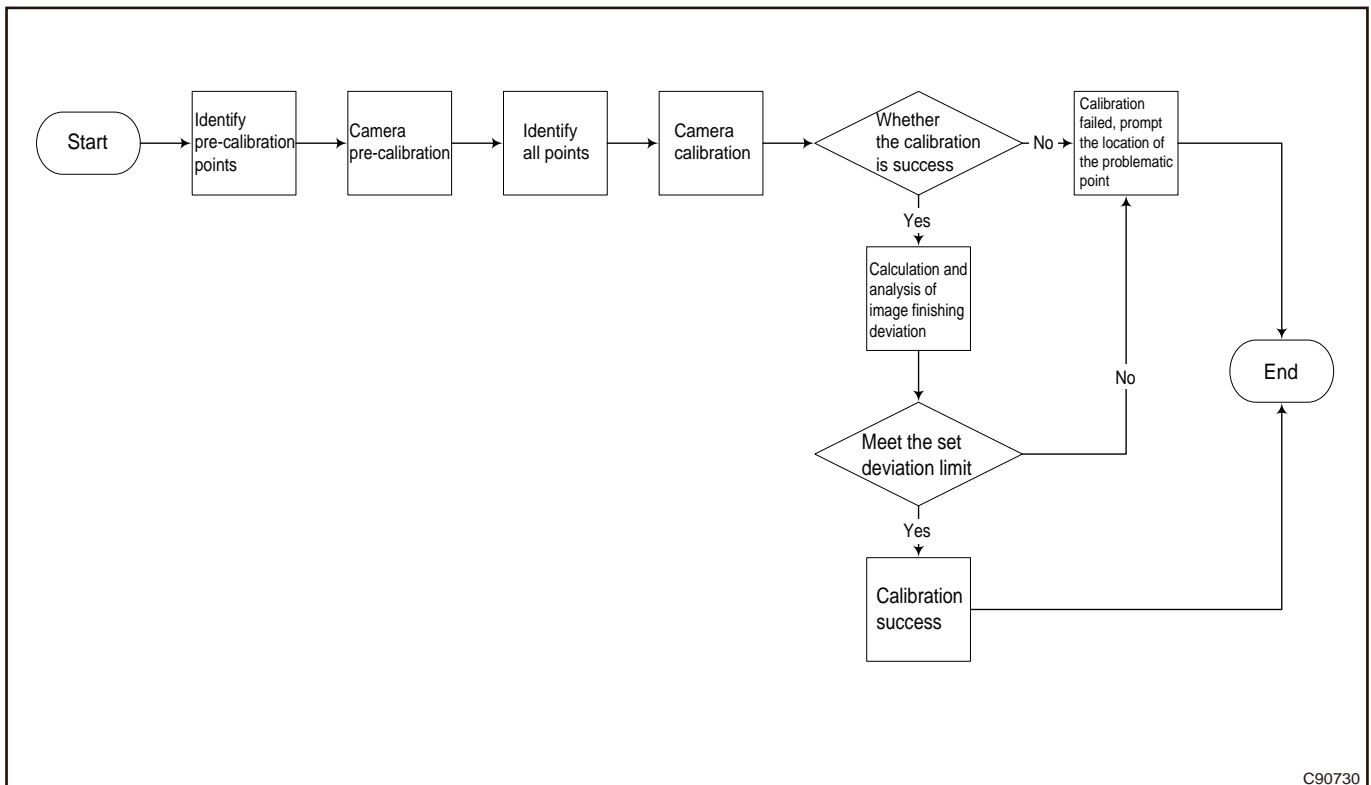 Start
Identify
pre-calibration
points
Camera
pre-calibration
Identify
all points
Camera
calibration
Whether
the calibration
is success
No
Calibration
failed, prompt
the location of
the problematic
point
Yes
Calculation and
analysis of
image finishing
deviation
No
End
Meet the set
deviation limit
Yes
Calibration
success
C90730